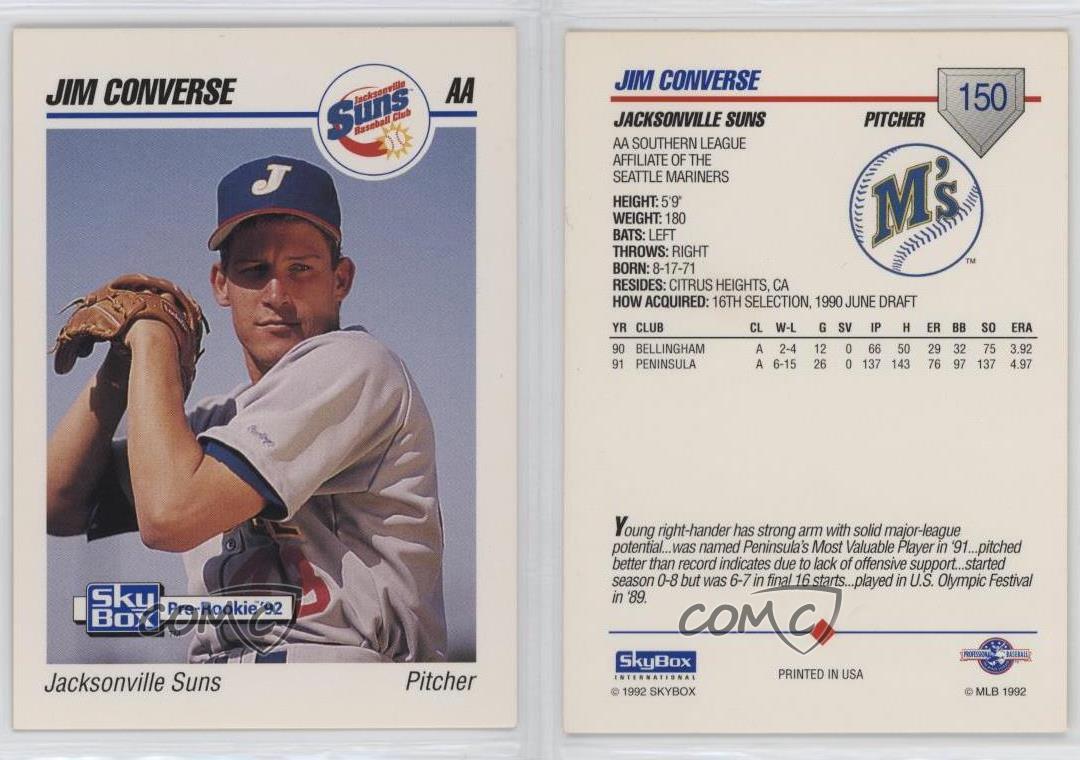 JIM CONVERSE
AA
Jacksonville
Suns
Baseball Club
J
Sky
Box
Pre-Rookie '92
COMC
Jacksonville Suns
Pitcher
JIM CONVERSE
150
JACKSONVILLE SUNS
PITCHER
AA SOUTHERN LEAGUE
AFFILIATE OF THE
SEATTLE MARINERS
M's
TM
HEIGHT: 5'9"
WEIGHT: 180
BATS: LEFT
THROWS: RIGHT
BORN: 8-17-71
RESIDES: CITRUS HEIGHTS, CA
HOW ACQUIRED: 16TH SELECTION, 1990 JUNE DRAFT
YR CLUB CL W-L G SV IP H ER BB SO ERA
90 BELLINGHAM A 2-4 12 0 66 50 29 32 75 3.92
91 PENINSULA A 6-15 26 0 137 143 76 97 137 4.97
Young right-hander has strong arm with solid major-league
potential...was named Peninsula's Most Valuable Player in '91...pitched
better than record indicates due to lack of offensive support...started
season 0-8 but was 6-7 in final 16 starts...played in U.S. Olympic Festival
in '89.
COMC
SkyBox
INTERNATIONAL
© 1992 SKYBOX
PRINTED IN USA
PROFESSIONAL BASEBALL
© MLB 1992